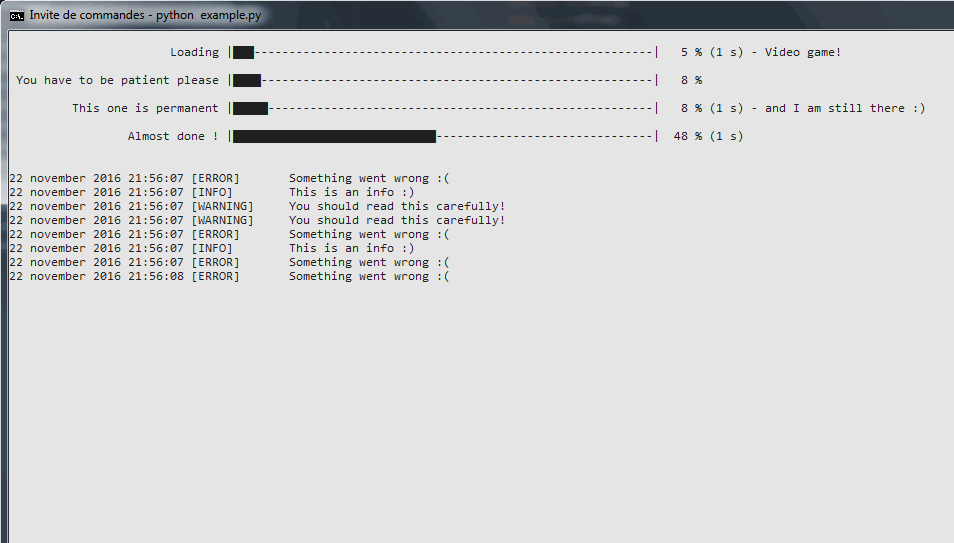 Invite de commandes - python example.py
Loading |███---------------------------------------------------------| 5 % (1 s) - Video game!
You have to be patient please |████--------------------------------------------------------| 8 %
This one is permanent |█████-------------------------------------------------------| 8 % (1 s) - and I am still there :)
Almost done ! |█████████████████████████████-------------------------------| 48 % (1 s)
22 november 2016 21:56:07 [ERROR] Something went wrong :(
22 november 2016 21:56:07 [INFO] This is an info :)
22 november 2016 21:56:07 [WARNING] You should read this carefully!
22 november 2016 21:56:07 [WARNING] You should read this carefully!
22 november 2016 21:56:07 [ERROR] Something went wrong :(
22 november 2016 21:56:07 [INFO] This is an info :)
22 november 2016 21:56:07 [ERROR] Something went wrong :(
22 november 2016 21:56:08 [ERROR] Something went wrong :(